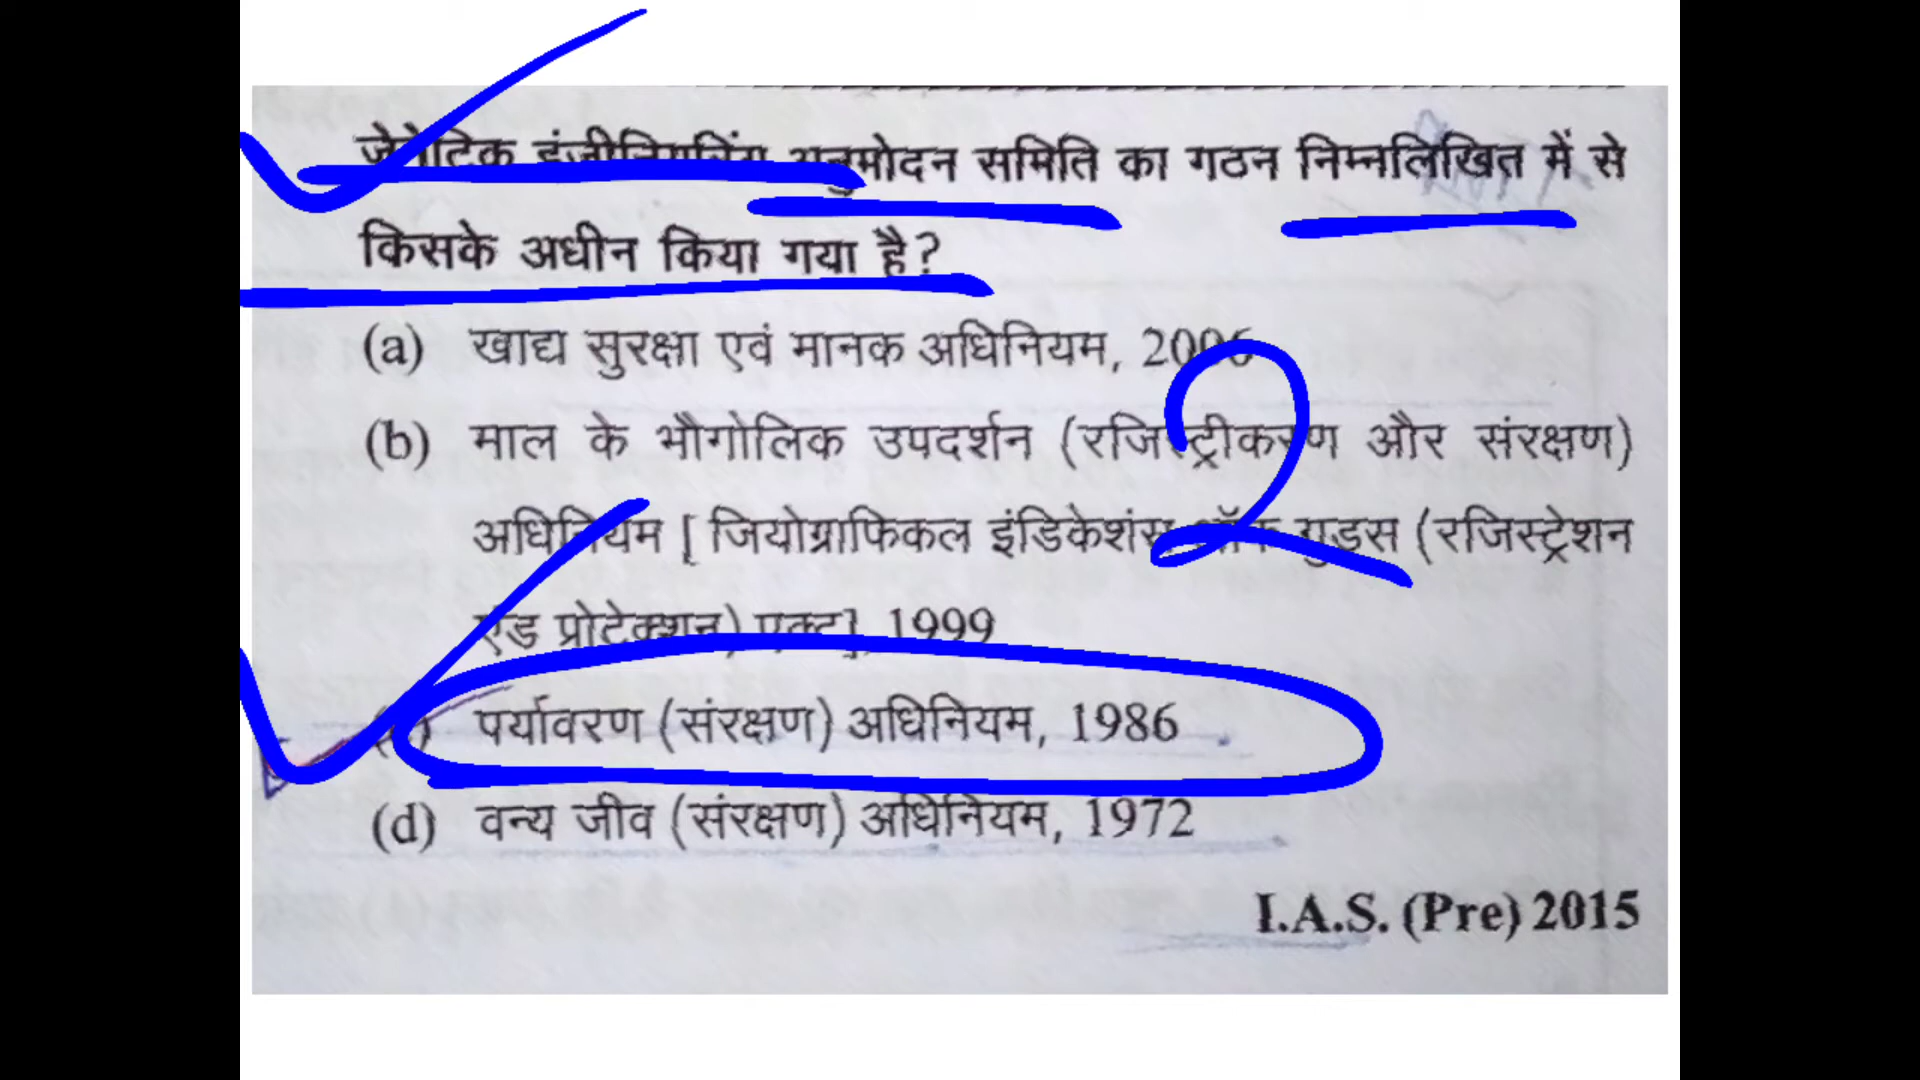 जेनेटिक इंजीनियरिंग अनुमोदन समिति का गठन निम्नलिखित में से
किसके अधीन किया गया है?
(a) खाद्य सुरक्षा एवं मानक अधिनियम, 2006
(b) माल के भौगोलिक उपदर्शन (रजिस्ट्रीकरण और संरक्षण)
अधिनियम [ जियोग्राफिकल इंडिकेशंस ऑफ गुड्स (रजिस्ट्रेशन
एंड प्रोटेक्शन) एक्ट], 1999
(c) पर्यावरण (संरक्षण) अधिनियम, 1986
(d) वन्य जीव (संरक्षण) अधिनियम, 1972
I.A.S. (Pre) 2015
2